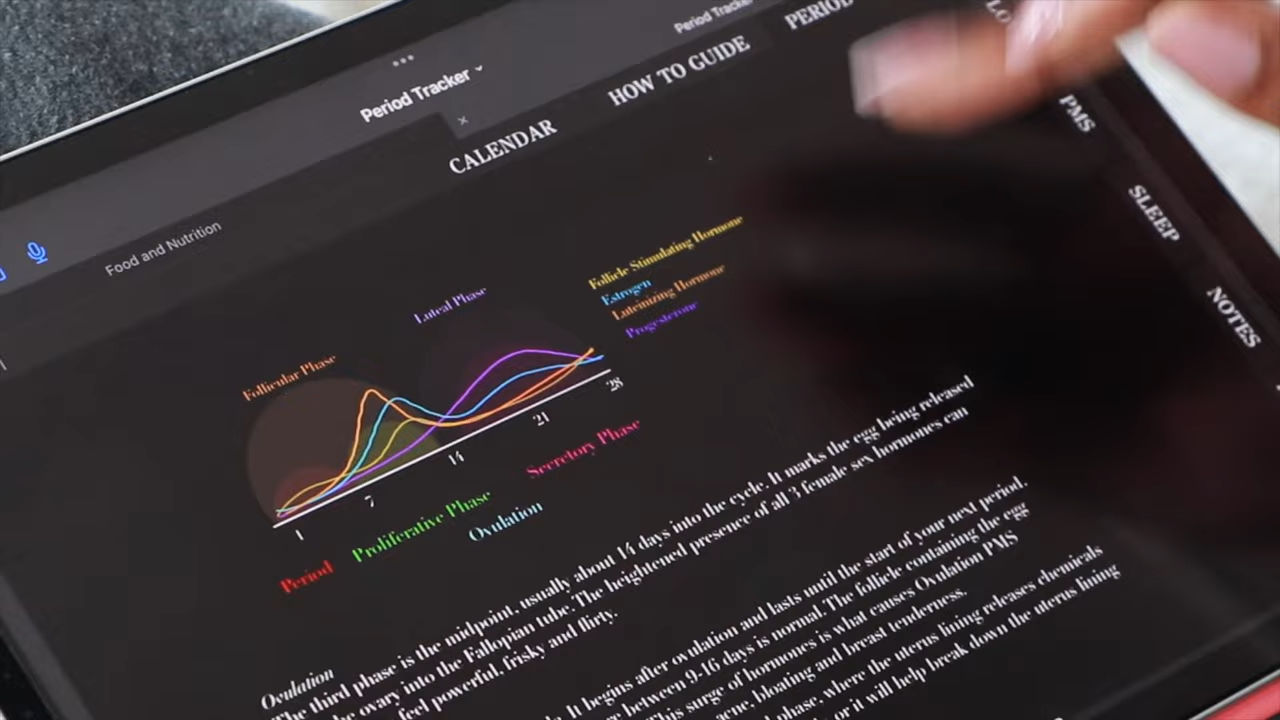 Period Tracker
Period Tracker
Food and Nutrition
CALENDAR
HOW TO GUIDE
PERIOD
PMS
SLEEP
NOTES
Follicular Phase
Luteal Phase
Follicle Stimulating Hormone
Estrogen
Luteinizing Hormone
Progesterone
1
7
14
21
28
Period
Proliferative Phase
Ovulation
Secretory Phase
Ovulation
The third phase is the midpoint, usually about 14 days into the cycle. It marks the egg being released
the ovary into the Fallopian tube. The heightened presence of all 3 female sex hormones can
feel powerful, frisky and flirty.
It begins after ovulation and lasts until the start of your next period.
between 9-16 days is normal. The follicle containing the egg
This surge of hormones is what causes Ovulation PMS
acne, bloating and breast tenderness.
phase, where the uterus lining releases chemicals
or it will help break down the uterus lining